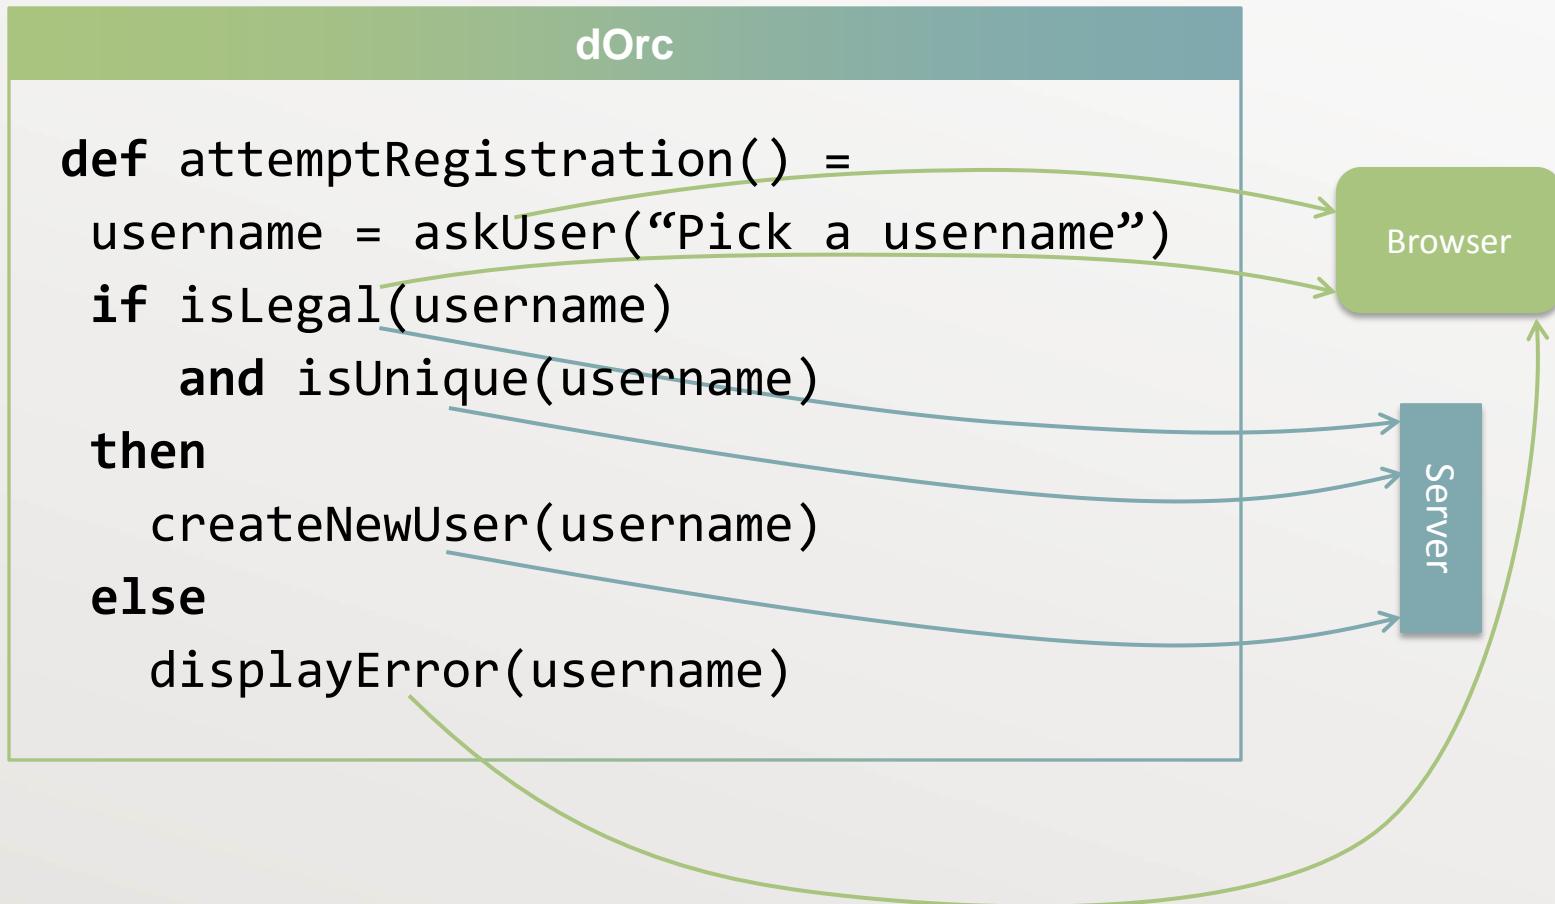 dOrc
def attemptRegistration() =
username = askUser(“Pick a username”)
if isLegal(username)
and isUnique(username)
then
createNewUser(username)
else
displayError(username)
Browser
Server